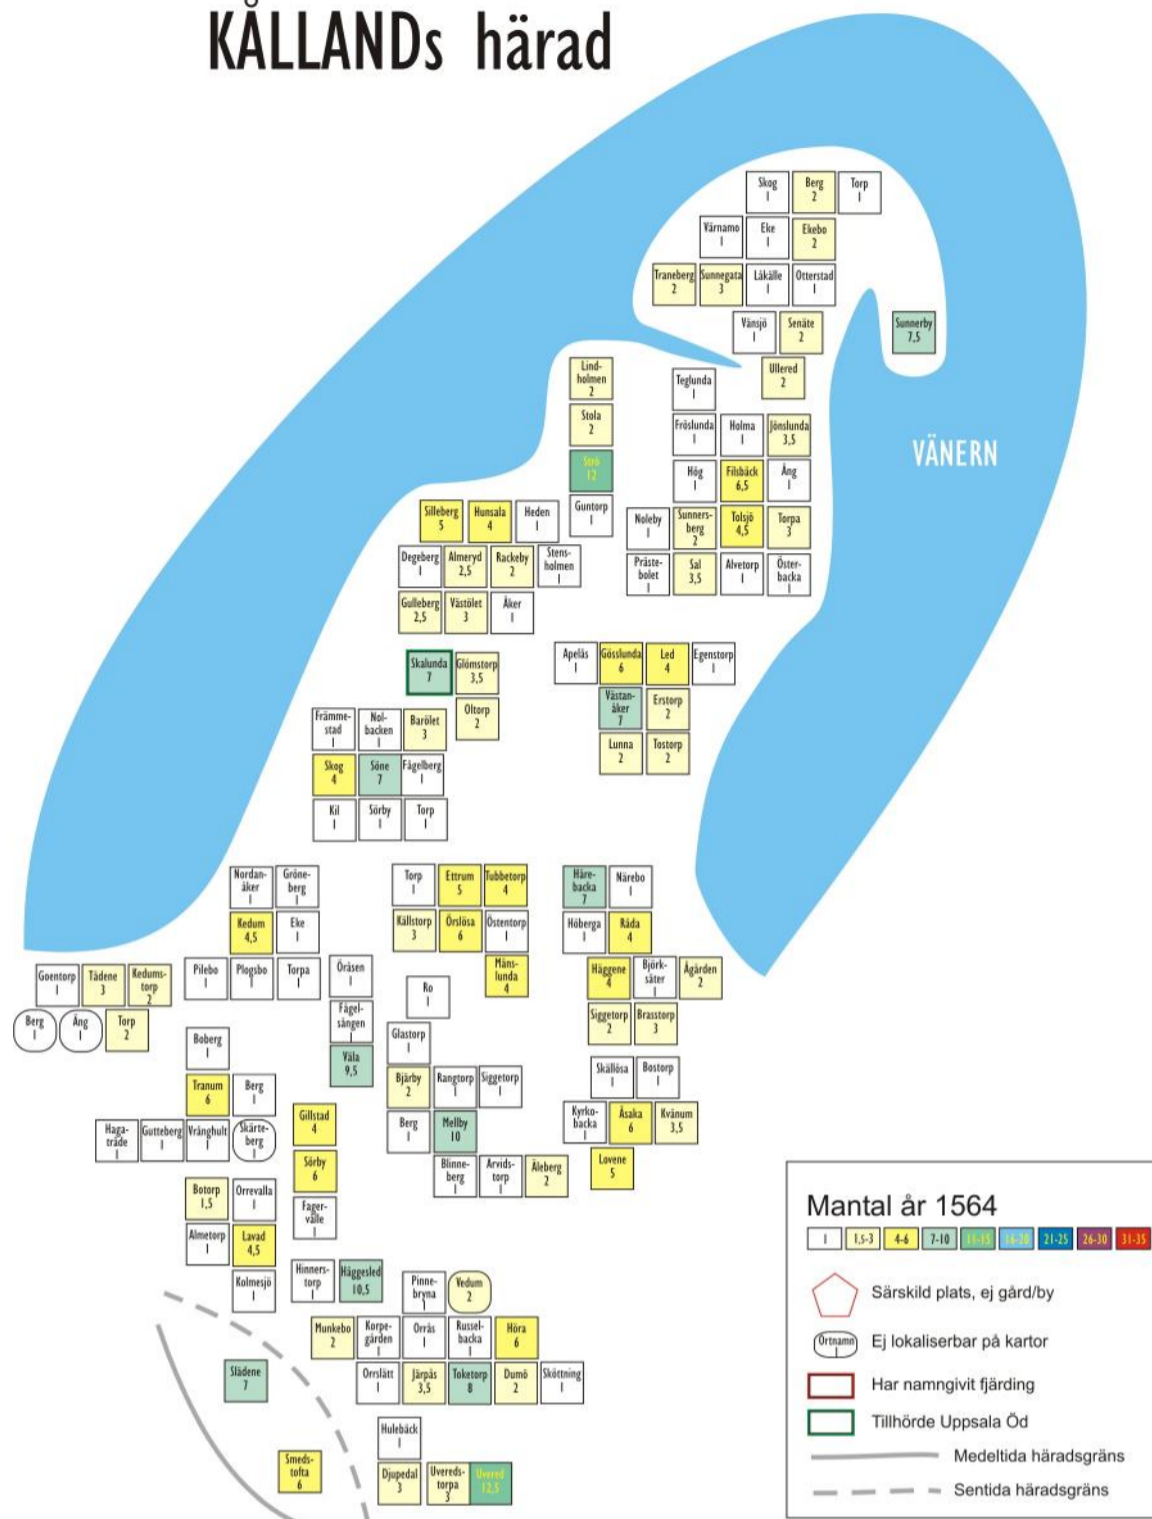 KÅLLANDs härad
Skog
1
Berg
2
Torp
1
Värnamo
1
Eke
1
Ekebo
2
Traneberg
2
Sunnegata
3
Låkälle
1
Otterstad
1
Vänsjö
1
Senäte
2
Sunnerby
7,5
Ullered
2
Lind-
holmen
2
Teglunda
1
Stola
2
Fröslunda
1
Holma
1
Jönslunda
3,5
VÄNERN
Strö
12
Hög
1
Filsbäck
6,5
Äng
1
Silleberg
5
Hunsala
4
Heden
1
Guntorp
1
Noleby
1
Sunners-
berg
2
Tolsjö
4,5
Torpa
3
Degeberg
1
Almeryd
2,5
Rackeby
2
Stens-
holmen
1
Präste-
bolet
1
Sal
3,5
Alvetorp
1
Öster-
backa
1
Gulleberg
2,5
Västölet
3
Åker
1
Skalunda
7
Glömstorp
3,5
Apelås
1
Gösslunda
6
Led
4
Egenstorp
1
Oltorp
2
Västan-
åker
7
Erstorp
2
Främme-
stad
1
Nol-
backen
1
Barölet
3
Lunna
2
Tostorp
2
Skog
4
Söne
7
Fågelberg
1
Kil
1
Sörby
1
Torp
1
Nordan-
åker
1
Gröne-
berg
1
Torp
1
Ettrum
5
Tubbetorp
4
Häre-
backa
7
Närebo
1
Kedum
4,5
Eke
1
Källstorp
3
Örslösa
6
Östentorp
1
Höberga
1
Råda
4
Goentorp
1
Tådene
3
Kedums-
torp
2
Pilebo
1
Plogsbo
1
Torpa
1
Öråsen
1
Måns-
lunda
4
Häggene
4
Björk-
säter
1
Ågården
2
Ro
1
Berg
1
Äng
1
Torp
2
Fågel-
sången
1
Siggetorp
2
Brasstorp
3
Boberg
1
Glastorp
1
Väla
9,5
Skällösa
1
Bostorp
1
Tranum
6
Berg
1
Bjärby
2
Rangtorp
1
Siggetorp
1
Gillstad
4
Kyrko-
backa
1
Åsaka
6
Kvänum
3,5
Haga-
träde
1
Gutteberg
1
Vrånghult
1
Skärte-
berg
1
Berg
1
Mellby
10
Sörby
6
Blinne-
berg
1
Arvids-
torp
1
Äleberg
2
Lovene
5
Botorp
1,5
Orrevalla
1
Fager-
välle
1
Almetorp
1
Lavad
4,5
Kolmesjö
1
Hinners-
torp
1
Häggesled
10,5
Pinne-
bryna
1
Vedum
2
Munkebo
2
Korpe-
gården
1
Orrås
1
Russel-
backa
1
Höra
6
Slädene
7
Orrslätt
1
Järpås
3,5
Toketorp
8
Dumö
2
Sköttning
1
Hulebäck
1
Smeds-
tofta
6
Djupedal
3
Uvereds-
torpa
3
Uvered
12,5
Mantal år 1564
1
1,5-3
4-6
7-10
11-15
16-20
21-25
26-30
31-35
Särskild plats, ej gård/by
Ortnamn
1
Ej lokaliserbar på kartor
Har namngivit fjärding
Tillhörde Uppsala Öd
Medeltida häradsgräns
Sentida häradsgräns